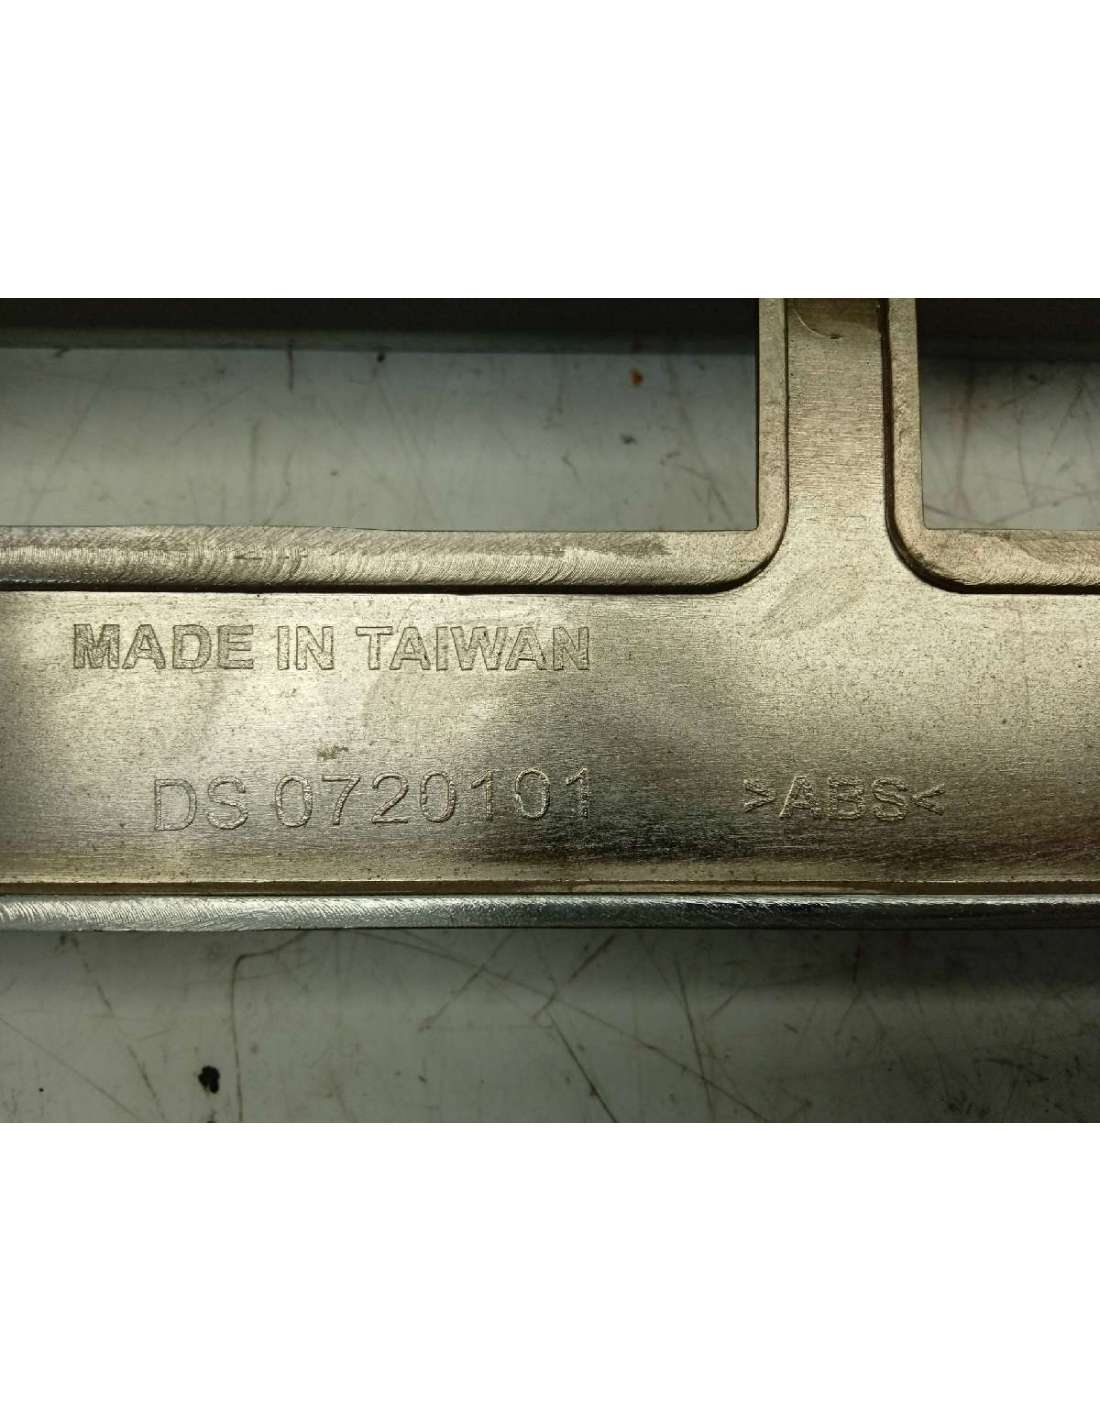 MADE IN TAIWAN
DS 0720101 >ABS<